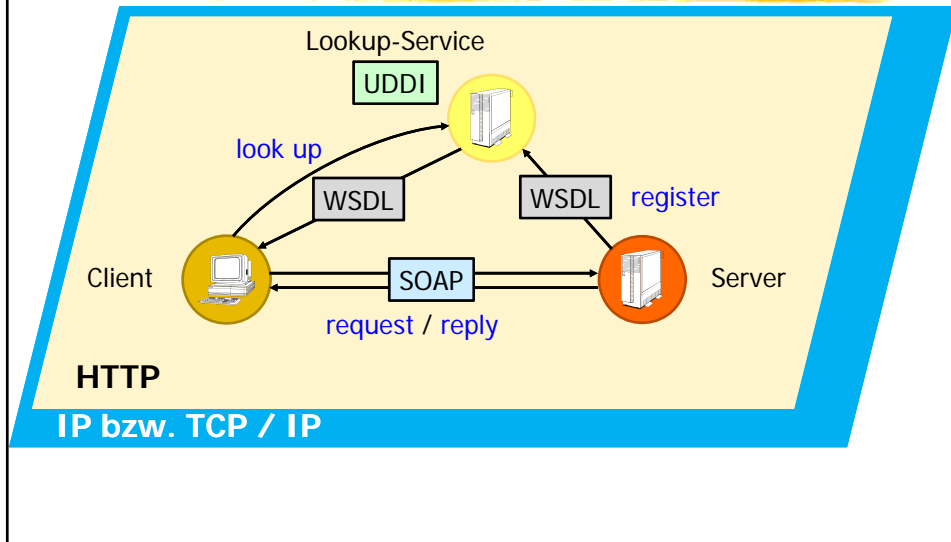 Lookup-Service
UDDI
look up
WSDL
WSDL
register
Client
SOAP
Server
request / reply
HTTP
IP bzw. TCP / IP